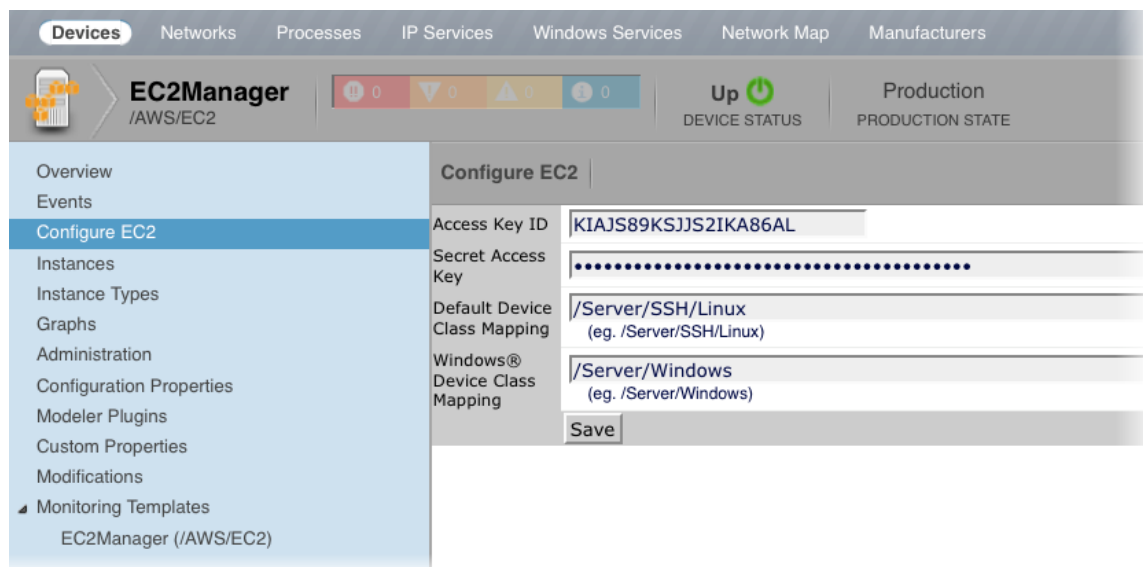 Devices Networks Processes IP Services Windows Services Network Map Manufacturers
EC2Manager
/AWS/EC2
0 0 0 0
Up
DEVICE STATUS
Production
PRODUCTION STATE
Overview
Events
Configure EC2
Instances
Instance Types
Graphs
Administration
Configuration Properties
Modeler Plugins
Custom Properties
Modifications
Monitoring Templates
EC2Manager (/AWS/EC2)
Configure EC2
Access Key ID KIAJS89KSJJS2IKA86AL
Secret Access
Key ••••••••••••••••••••••••••••••••••••••••
Default Device
Class Mapping
/Server/SSH/Linux
(eg. /Server/SSH/Linux)
Windows®
Device Class
Mapping
/Server/Windows
(eg. /Server/Windows)
Save